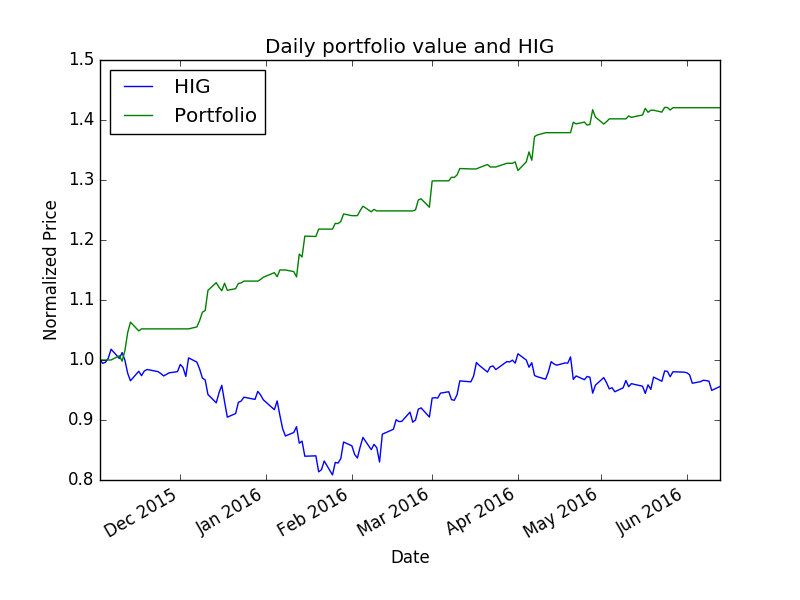 Daily portfolio value and HIG
1.5
1.4
1.3
1.2
1.1
1.0
0.9
0.8
Normalized Price
HIG
Portfolio
Dec 2015
Jan 2016
Feb 2016
Mar 2016
Apr 2016
May 2016
Jun 2016
Date